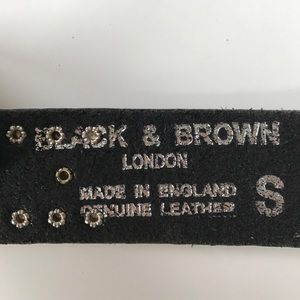 BLACK & BROWN
LONDON
MADE IN ENGLAND
GENUINE LEATHER
S